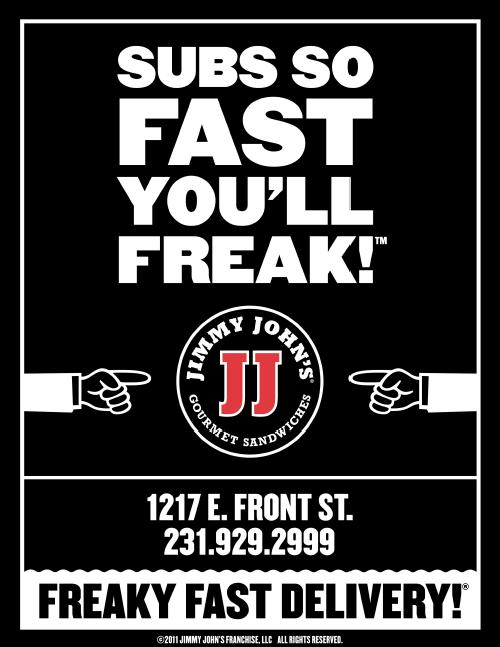 SUBS SO
FAST
YOU'LL
FREAK!™
JIMMY JOHN'S®
JJ
GOURMET SANDWICHES
1217 E. FRONT ST.
231.929.2999
FREAKY FAST DELIVERY!®
©2011 JIMMY JOHN'S FRANCHISE, LLC ALL RIGHTS RESERVED.